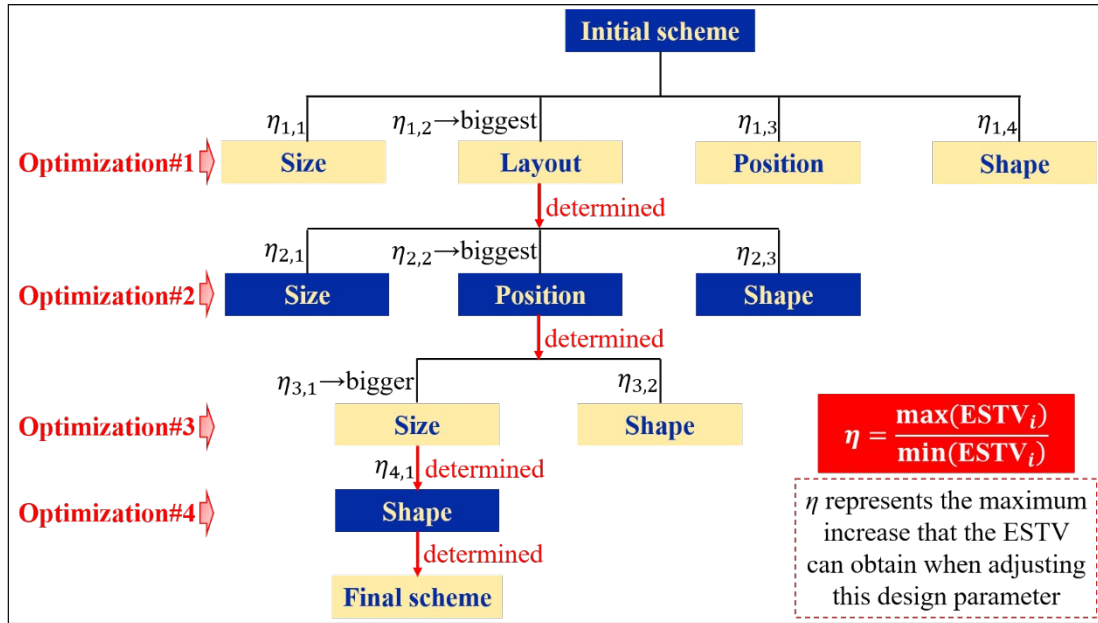 Initial scheme
η1,1
η1,2→biggest
η1,3
η1,4
Optimization#1
Size
Layout
Position
Shape
determined
η2,1
η2,2→biggest
η2,3
Optimization#2
Size
Position
Shape
determined
η3,1→bigger
η3,2
Optimization#3
Size
Shape
η4,1
determined
Optimization#4
Shape
determined
Final scheme
η = max(ESTVi) / min(ESTVi)
η represents the maximum
increase that the ESTV
can obtain when adjusting
this design parameter